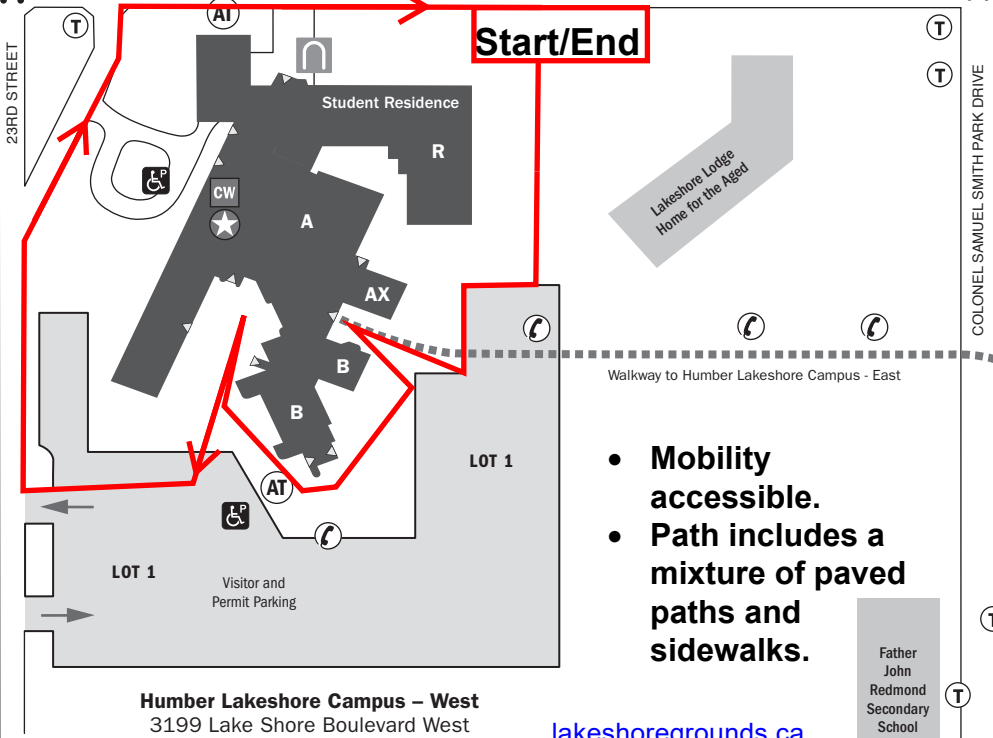 T
AT
Start/End
T
T
23RD STREET
Student Residence
R
P
CW
A
AX
B
B
Lakeshore Lodge
Home for the Aged
COLONEL SAMUEL SMITH PARK DRIVE
Walkway to Humber Lakeshore Campus - East
LOT 1
AT
P
LOT 1
Visitor and
Permit Parking
• Mobility
accessible.
• Path includes a
mixture of paved
paths and
sidewalks.
Father
John
Redmond
Secondary
School
T
T
Humber Lakeshore Campus – West
3199 Lake Shore Boulevard West
lakeshoregrounds.ca